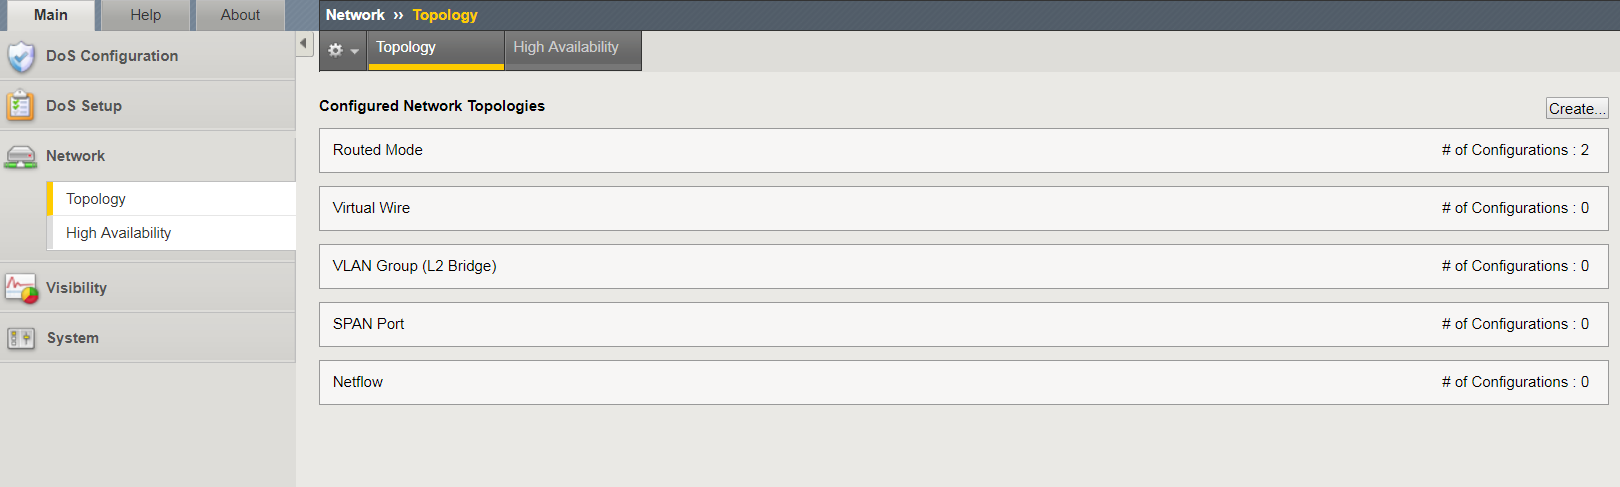 Main Help About
Network ›› Topology
Topology High Availability
DoS Configuration
DoS Setup
Network
Topology
High Availability
Visibility
System
Configured Network Topologies
Create...
Routed Mode # of Configurations : 2
Virtual Wire # of Configurations : 0
VLAN Group (L2 Bridge) # of Configurations : 0
SPAN Port # of Configurations : 0
Netflow # of Configurations : 0